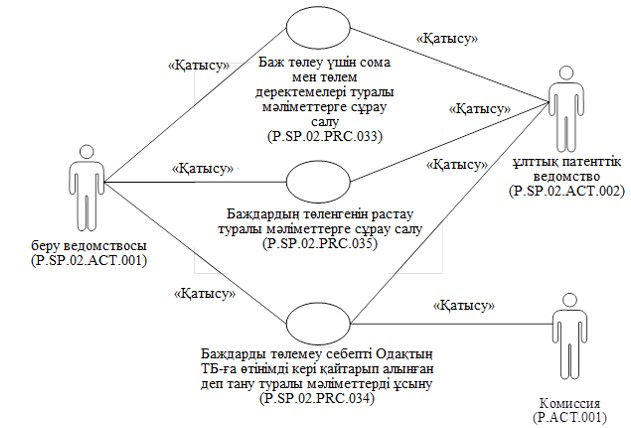 «Қатысу»
«Қатысу»
Баж төлеу үшін сома
мен төлем
деректемелері туралы
мәліметтерге сұрау
салу
(P.SP.02.PRC.033)
«Қатысу»
ұлттық патенттік
ведомство
(P.SP.02.ACT.002)
«Қатысу»
«Қатысу»
Баждардың төленгенін растау
туралы мәліметтерге сұрау салу
(P.SP.02.PRC.035)
беру ведомствосы
(P.SP.02.ACT.001)
«Қатысу»
«Қатысу»
Баждарды төлемеу себепті Одақтың
ТБ-ға өтінімді кері қайтарып алынған
деп тану туралы мәліметтерді ұсыну
(P.SP.02.PRC.034)
Комиссия
(P.ACT.001)